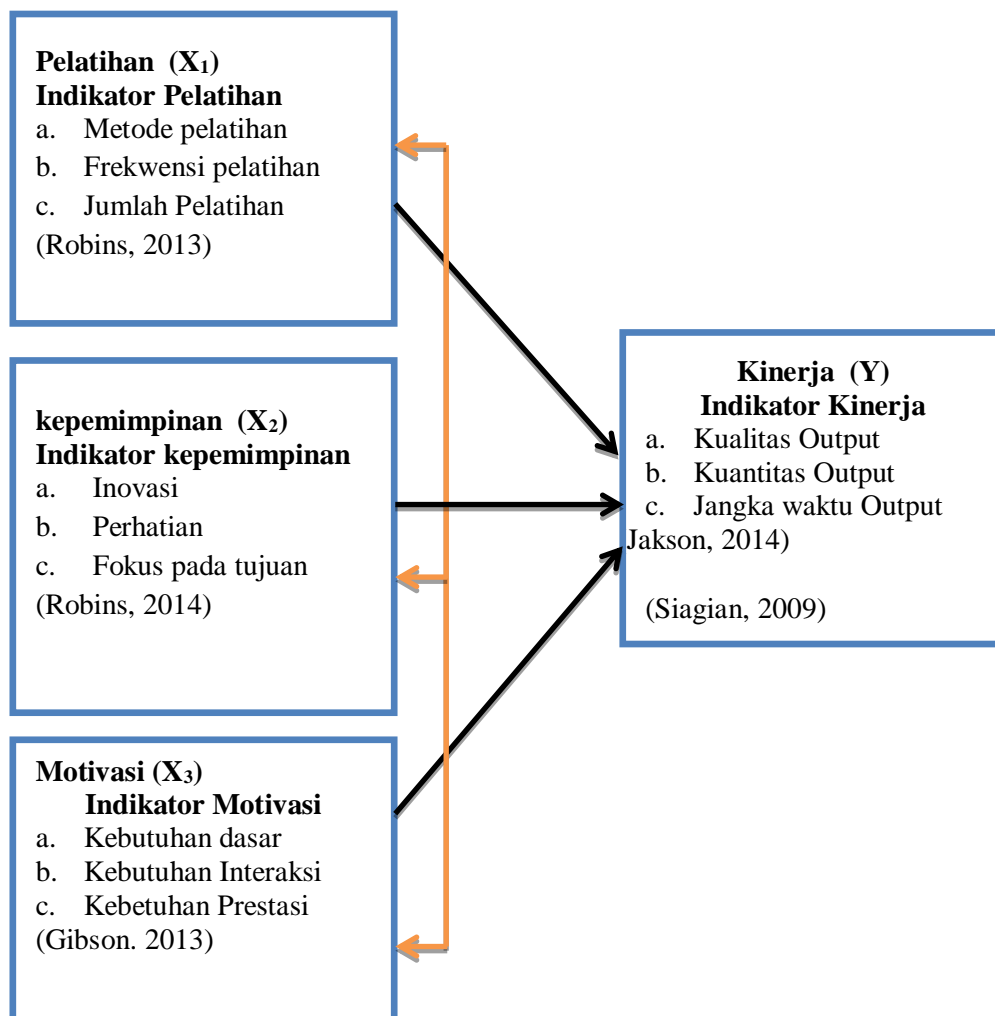 Pelatihan (X₁)
Indikator Pelatihan
a. Metode pelatihan
b. Frekwensi pelatihan
c. Jumlah Pelatihan
(Robins, 2013)
kepemimpinan (X₂)
Indikator kepemimpinan
a. Inovasi
b. Perhatian
c. Fokus pada tujuan
(Robins, 2014)
Motivasi (X₃)
Indikator Motivasi
a. Kebutuhan dasar
b. Kebutuhan Interaksi
c. Kebetuhan Prestasi
(Gibson. 2013)
Kinerja (Y)
Indikator Kinerja
a. Kualitas Output
b. Kuantitas Output
c. Jangka waktu Output
Jakson, 2014)
(Siagian, 2009)